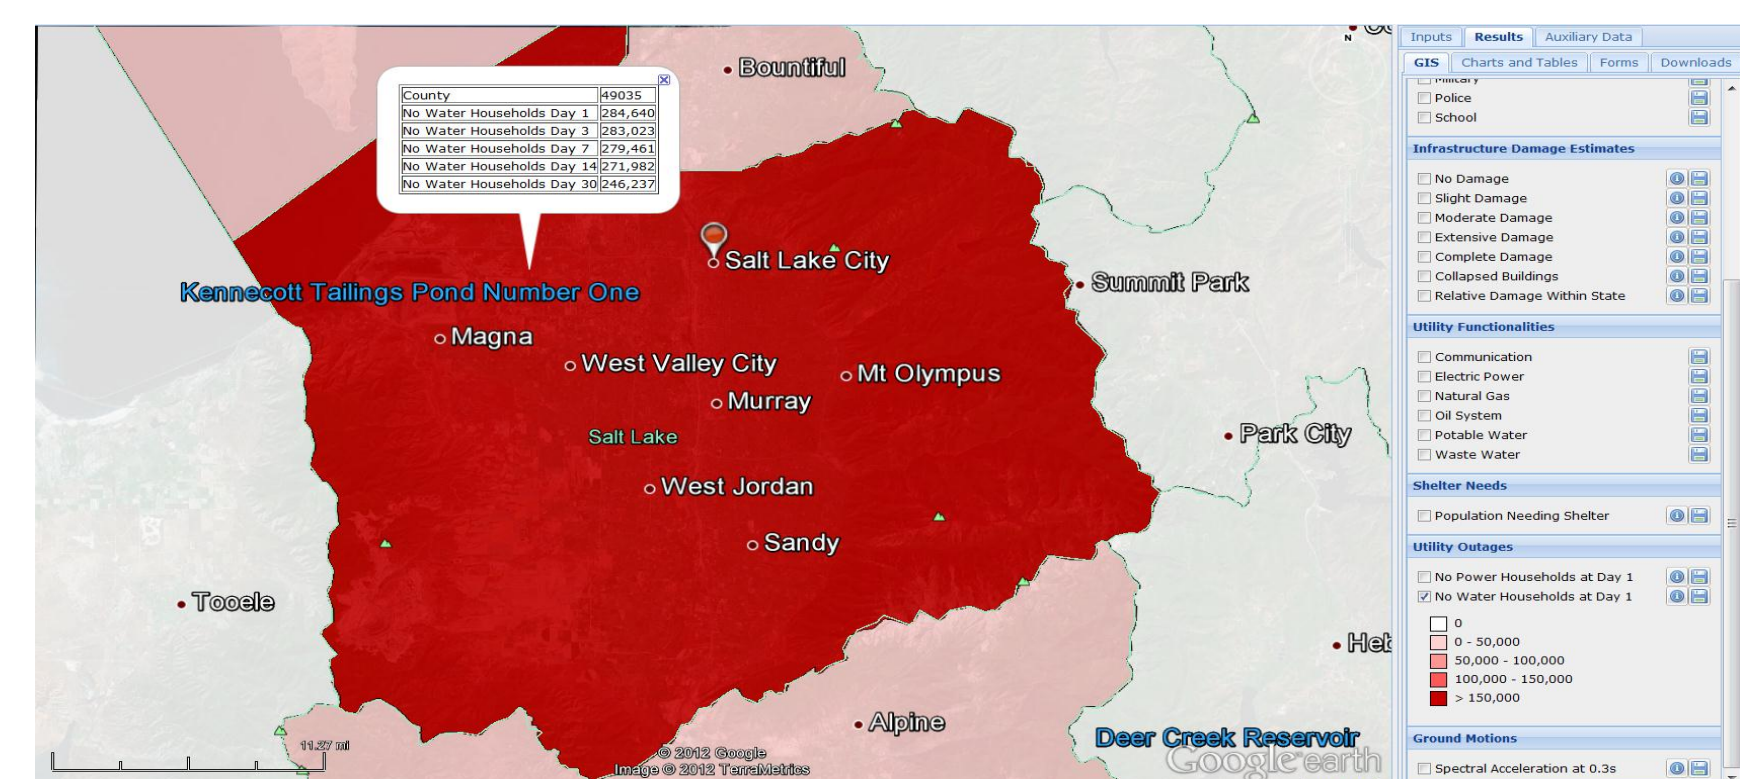 Bountiful
County 49035
No Water Households Day 1 284,640
No Water Households Day 3 283,023
No Water Households Day 7 279,461
No Water Households Day 14 271,982
No Water Households Day 30 246,237
Salt Lake City
Summit Park
Kennecott Tailings Pond Number One
Magna
West Valley City
Mt Olympus
Murray
Salt Lake
Park City
West Jordan
Sandy
Tooele
Heb
Alpine
Deer Creek Reservoir
11.27 mi
© 2012 Google
Image © 2012 TerraMetrics
Google earth
N
Inputs Results Auxiliary Data
GIS Charts and Tables Forms Downloads
Military
Police
School
Infrastructure Damage Estimates
No Damage
Slight Damage
Moderate Damage
Extensive Damage
Complete Damage
Collapsed Buildings
Relative Damage Within State
Utility Functionalities
Communication
Electric Power
Natural Gas
Oil System
Potable Water
Waste Water
Shelter Needs
Population Needing Shelter
Utility Outages
No Power Households at Day 1
No Water Households at Day 1
0
0 - 50,000
50,000 - 100,000
100,000 - 150,000
> 150,000
Ground Motions
Spectral Acceleration at 0.3s